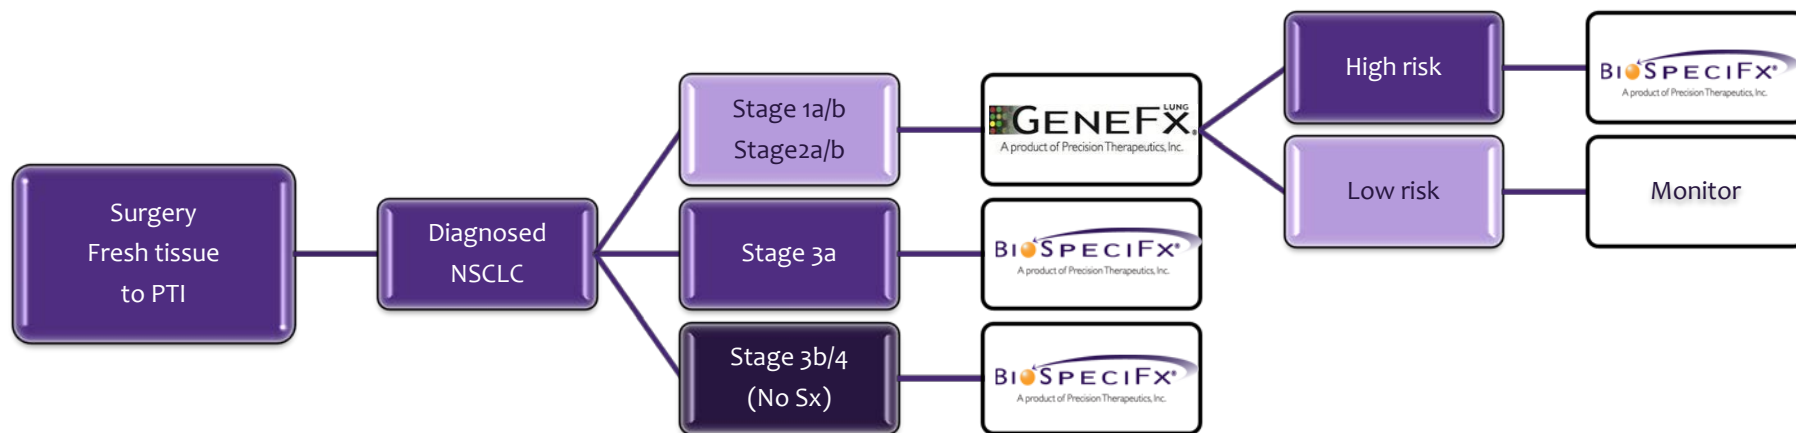 Surgery
Fresh tissue
to PTI
Diagnosed
NSCLC
Stage 1a/b
Stage2a/b
GENEFX® LUNG
A product of Precision Therapeutics, Inc.
High risk
BIOSPECIFX®
A product of Precision Therapeutics, Inc.
Low risk
Monitor
Stage 3a
BIOSPECIFX®
A product of Precision Therapeutics, Inc.
Stage 3b/4
(No Sx)
BIOSPECIFX®
A product of Precision Therapeutics, Inc.